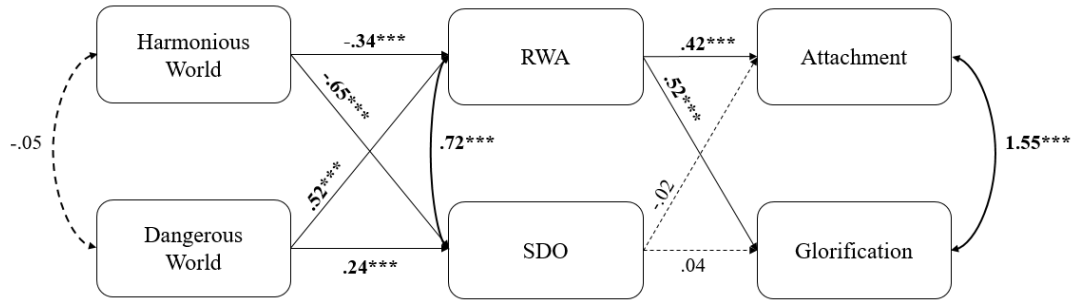 Harmonious
World
-.34***
RWA
.42***
Attachment
-.65***
.52***
-.05
.72***
1.55***
.52***
-.02
Dangerous
World
.24***
SDO
.04
Glorification